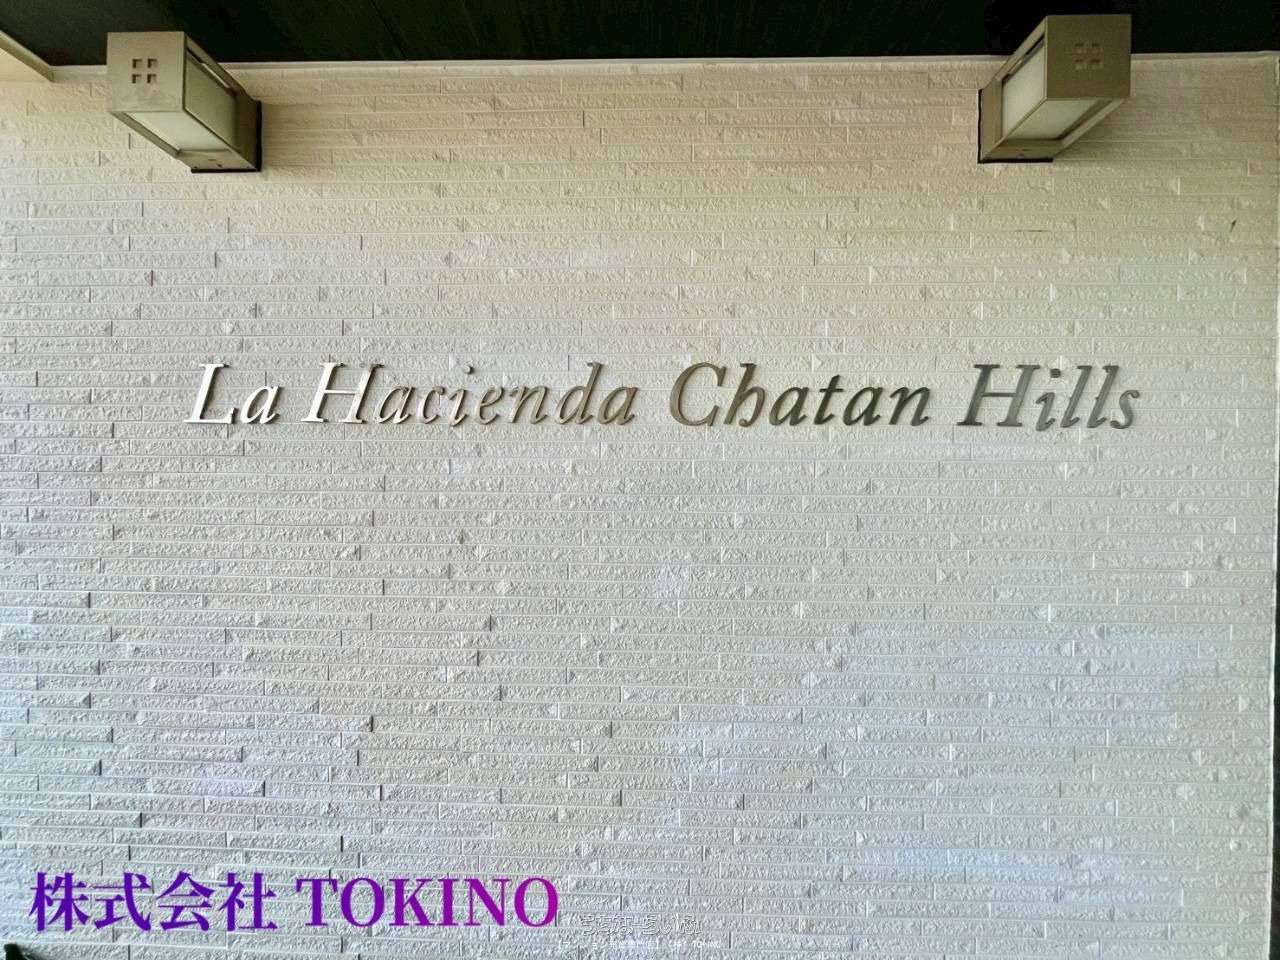 La Hacienda Chatan Hills
株式会社 TOKINO